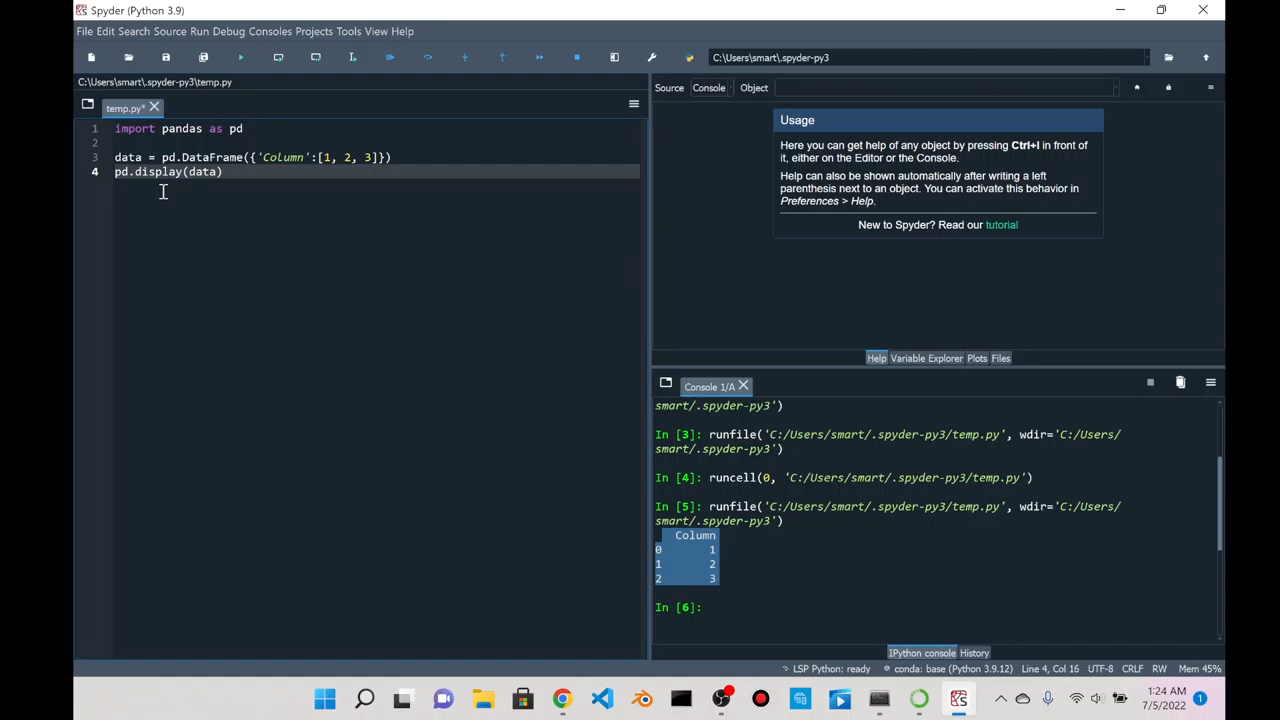 Spyder (Python 3.9)
File Edit Search Source Run Debug Consoles Projects Tools View Help
C:\Users\smart\.spyder-py3
C:\Users\smart\.spyder-py3\temp.py
temp.py*
1 import pandas as pd
2
3 data = pd.DataFrame({'Column':[1, 2, 3]})
4 pd.display(data)
Source Console Object
Usage
Here you can get help of any object by pressing Ctrl+I in front of
it, either on the Editor or the Console.
Help can also be shown automatically after writing a left
parenthesis next to an object. You can activate this behavior in
Preferences > Help.
New to Spyder? Read our tutorial
Help Variable Explorer Plots Files
Console 1/A
smart/.spyder-py3')
In [3]: runfile('C:/Users/smart/.spyder-py3/temp.py', wdir='C:/Users/
smart/.spyder-py3')
In [4]: runcell(0, 'C:/Users/smart/.spyder-py3/temp.py')
In [5]: runfile('C:/Users/smart/.spyder-py3/temp.py', wdir='C:/Users/
smart/.spyder-py3')
Column
0 1
1 2
2 3
In [6]:
IPython console History
LSP Python: ready conda: base (Python 3.9.12) Line 4, Col 16 UTF-8 CRLF RW Mem 45%
1:24 AM
7/5/2022
1